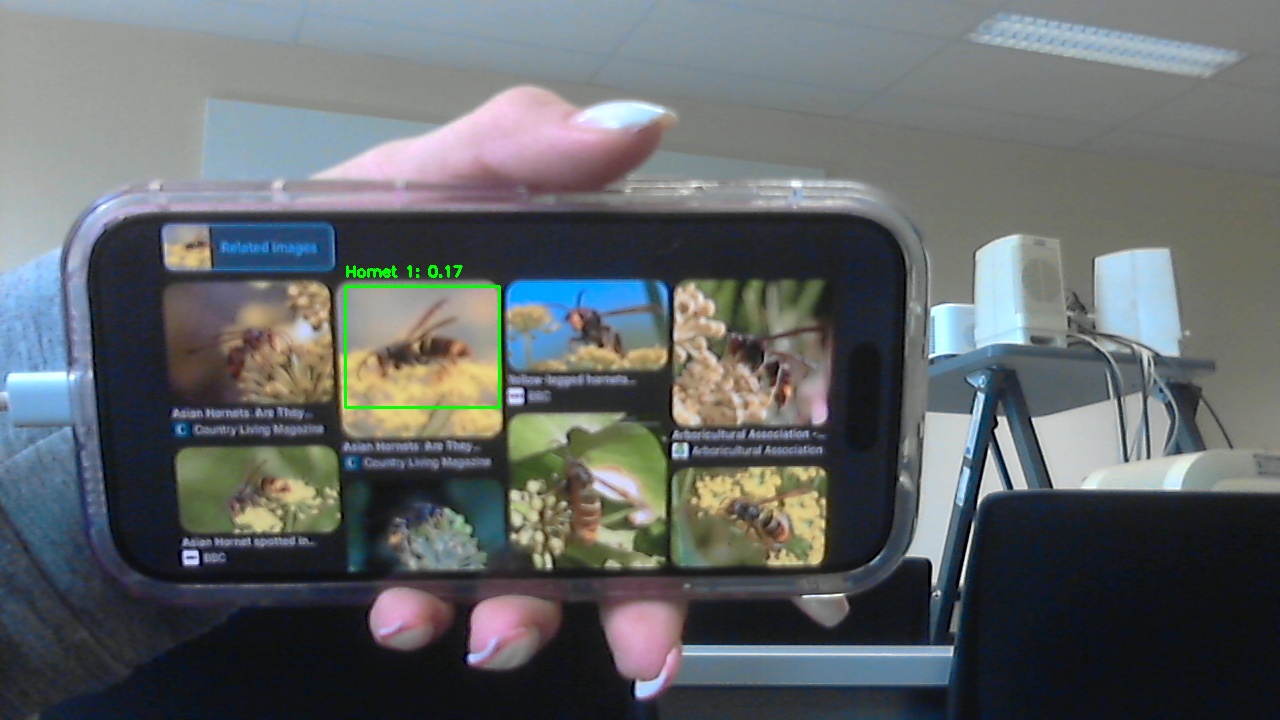 Related Images
Hornet 1: 0.17
Asian Hornets: Are They...
Country Living Magazine
Asian Hornets: Are They...
Country Living Magazine
Yellow-legged hornets...
BBC
Arboricultural Association -...
Arboricultural Association
Asian Hornet spotted in...
BBC